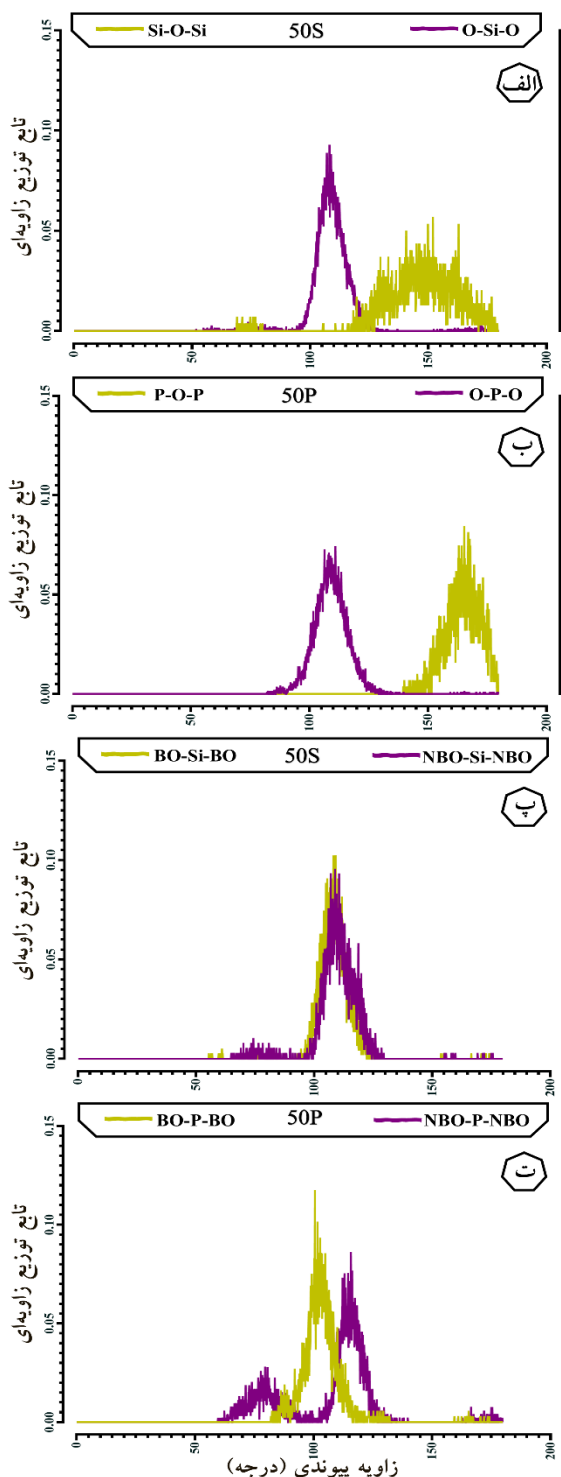 Si-O-Si 50S O-Si-O
الف
تابع توزیع زاویه‌ای
0.15
0.10
0.05
0.00
0 50 100 150 200
P-O-P 50P O-P-O
ب
تابع توزیع زاویه‌ای
0.15
0.10
0.05
0.00
0 50 100 150 200
BO-Si-BO 50S NBO-Si-NBO
پ
تابع توزیع زاویه‌ای
0.15
0.10
0.05
0.00
0 50 100 150 200
BO-P-BO 50P NBO-P-NBO
ت
تابع توزیع زاویه‌ای
0.15
0.10
0.05
0.00
0 50 100 150 200
زاویه پیوندی (درجه)